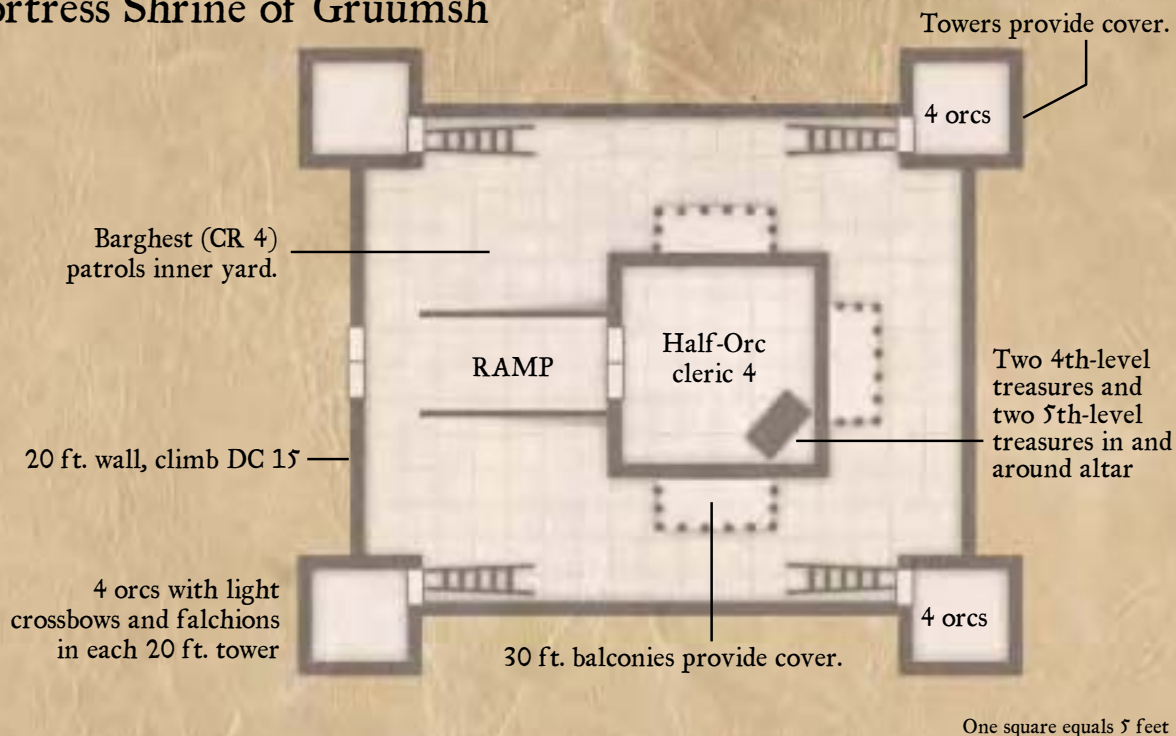 ortress Shrine of Gruumsh
Towers provide cover.
4 orcs
Barghest (CR 4)
patrols inner yard.
RAMP
Half-Orc
cleric 4
Two 4th-level
treasures and
two 5th-level
treasures in and
around altar
20 ft. wall, climb DC 15
4 orcs with light
crossbows and falchions
in each 20 ft. tower
4 orcs
30 ft. balconies provide cover.
One square equals 5 feet